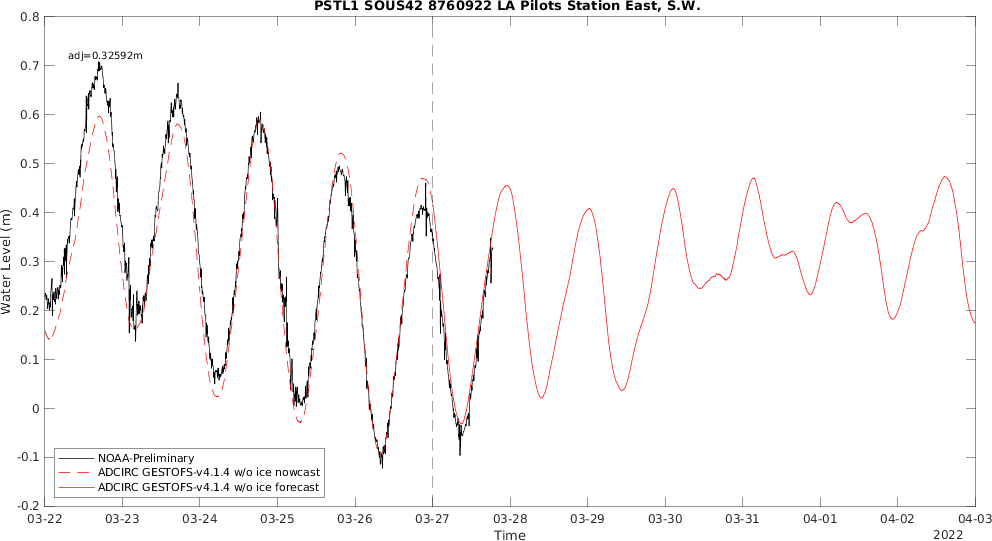 PSTL1 SOUS42 8760922 LA Pilots Station East, S.W.
adj=0.32592m
0.8
0.7
0.6
0.5
0.4
0.3
0.2
0.1
0
-0.1
-0.2
Water Level (m)
NOAA-Preliminary
ADCIRC GESTOFS-v4.1.4 w/o ice nowcast
ADCIRC GESTOFS-v4.1.4 w/o ice forecast
03-22 03-23 03-24 03-25 03-26 03-27 03-28 03-29 03-30 03-31 04-01 04-02 04-03
Time
2022